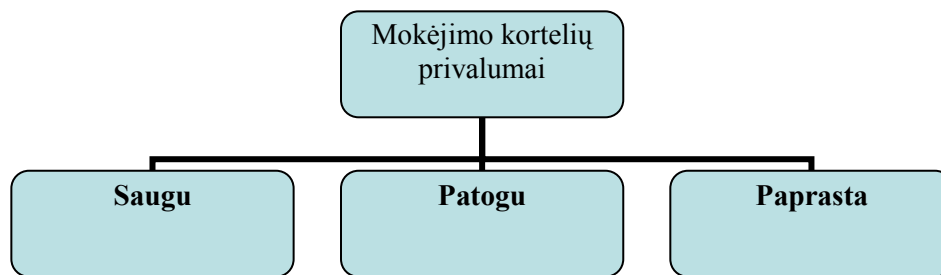 Mokėjimo kortelių
privalumai
Saugu
Patogu
Paprasta